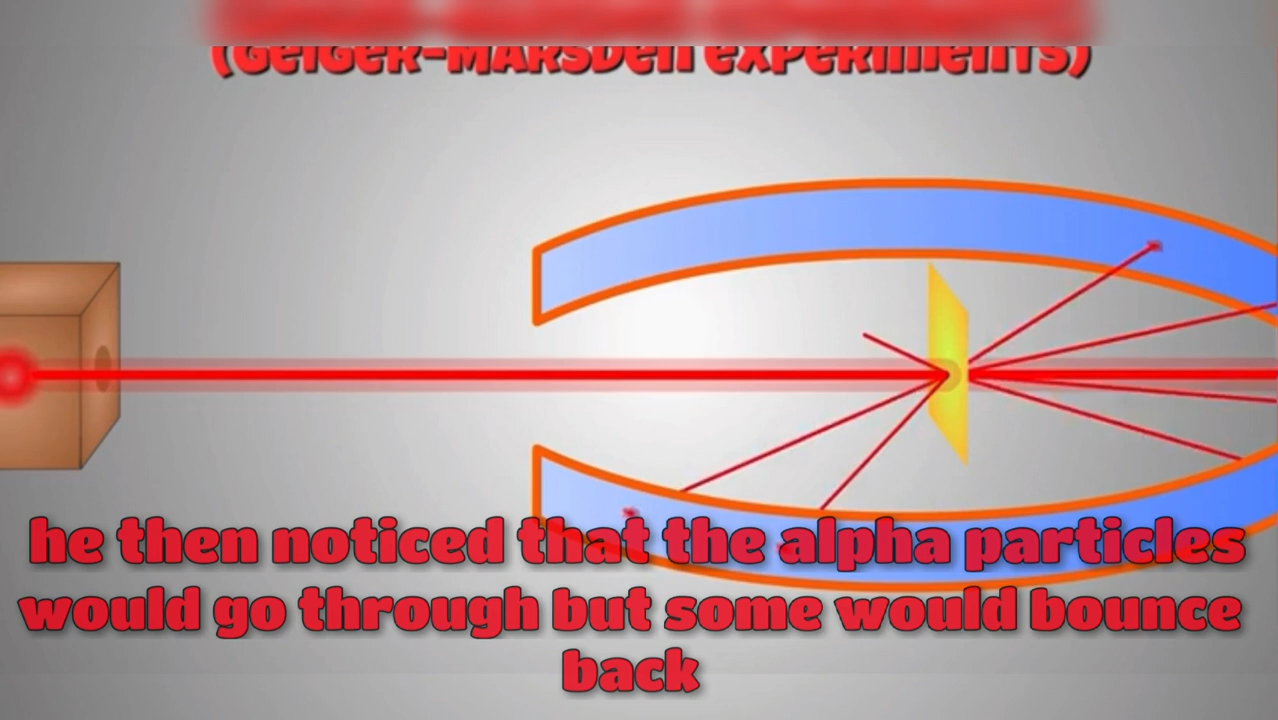 (Geiger-Marsden experiments)
he then noticed that the alpha particles
would go through but some would bounce
back